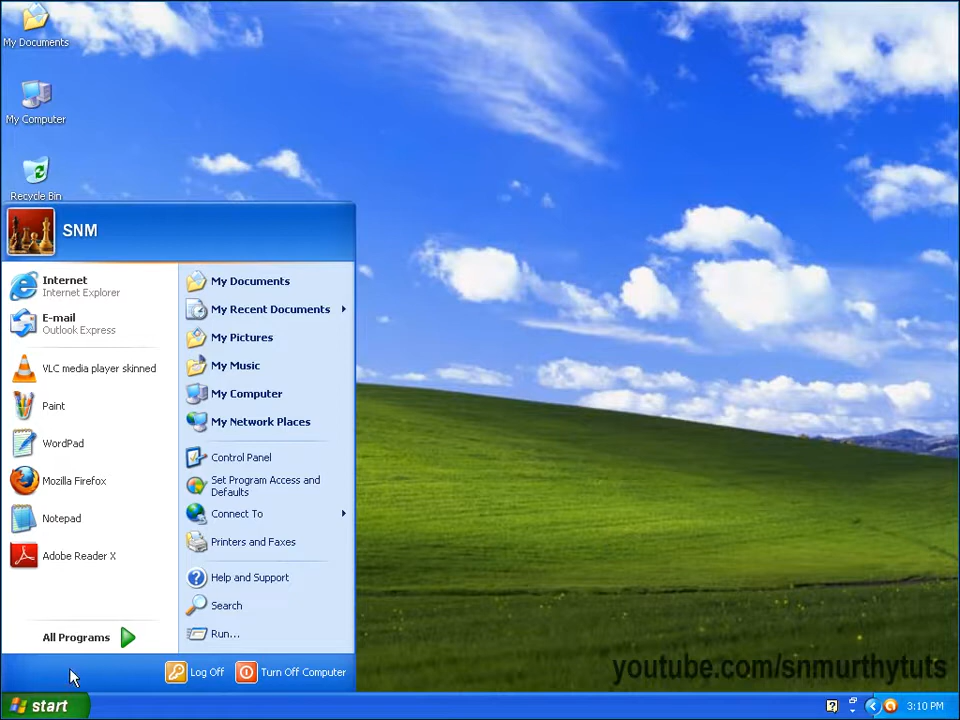 My Documents
My Computer
Recycle Bin
SNM
Internet
Internet Explorer
E-mail
Outlook Express
VLC media player skinned
Paint
WordPad
Mozilla Firefox
Notepad
Adobe Reader X
All Programs
My Documents
My Recent Documents
My Pictures
My Music
My Computer
My Network Places
Control Panel
Set Program Access and
Defaults
Connect To
Printers and Faxes
Help and Support
Search
Run...
Log Off
Turn Off Computer
youtube.com/snmurthytuts
start
3:10 PM